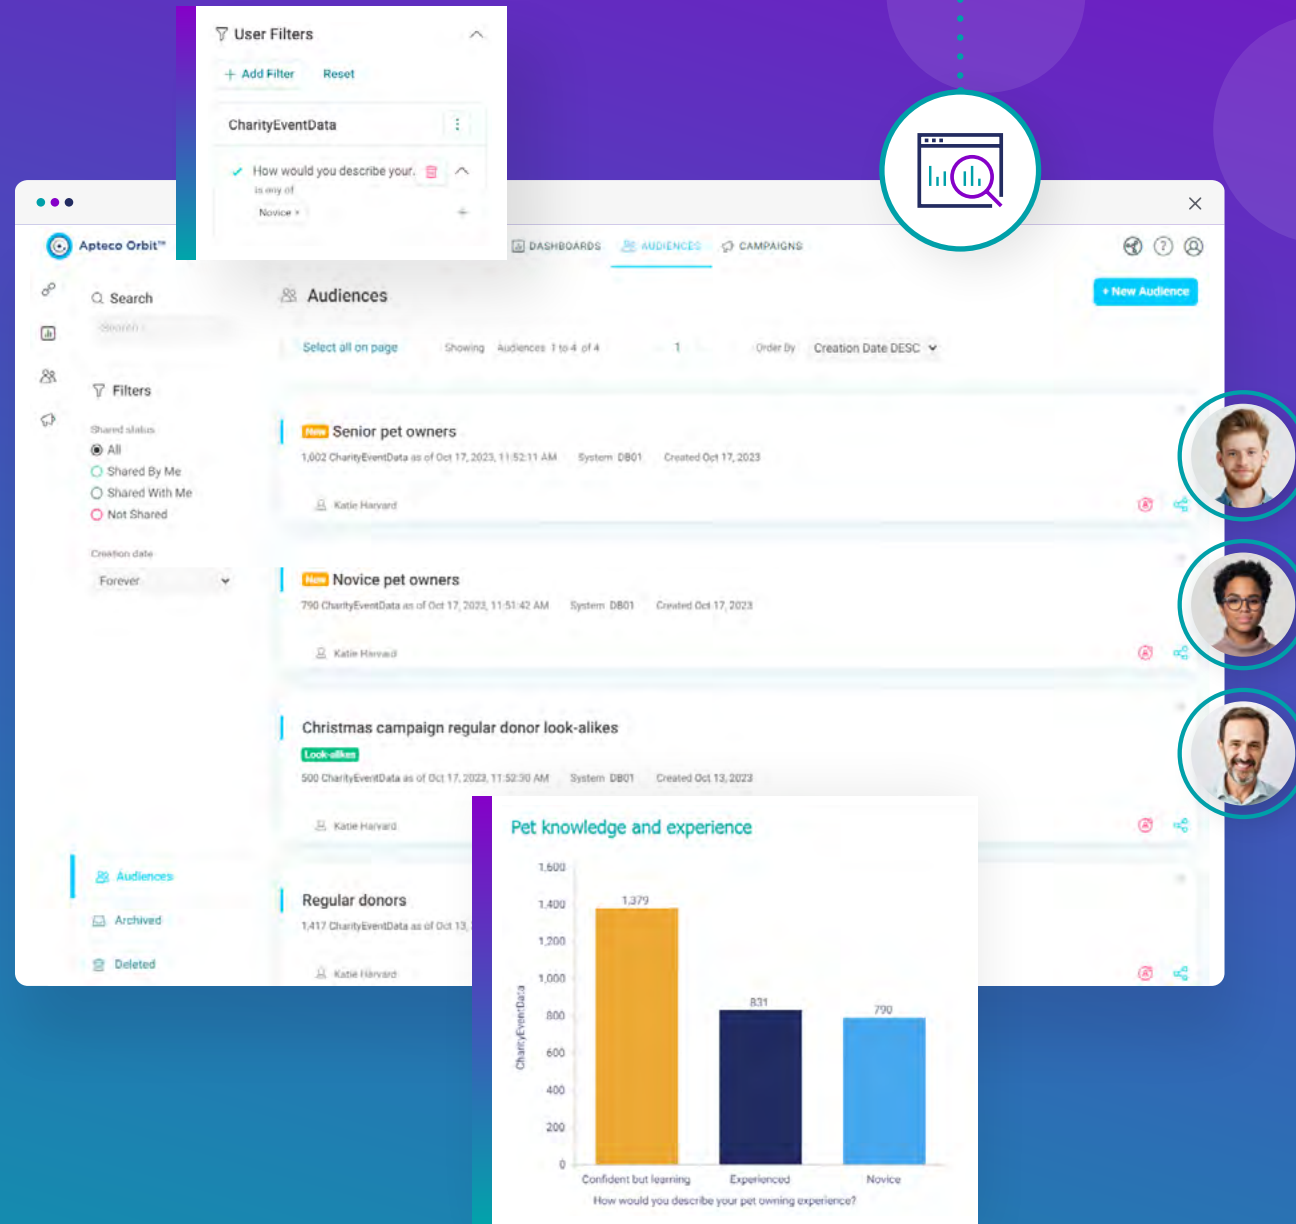 User Filters
+ Add Filter Reset
CharityEventData
How would you describe your.
is any of
Novice ×
Apteco Orbit™
DASHBOARDS AUDIENCES CAMPAIGNS
Search
Search
Filters
Shared status
All
Shared By Me
Shared With Me
Not Shared
Creation date
Forever
Audiences
Archived
Deleted
Audiences
+ New Audience
Select all on page Showing Audiences 1 to 4 of 4 1 Order By Creation Date DESC
New Senior pet owners
1,002 CharityEventData as of Oct 17, 2023, 11:52:11 AM System DB01 Created Oct 17, 2023
Katie Harvard
New Novice pet owners
790 CharityEventData as of Oct 17, 2023, 11:51:42 AM System DB01 Created Oct 17, 2023
Katie Harvard
Christmas campaign regular donor look-alikes
Look-alikes
500 CharityEventData as of Oct 17, 2023, 11:53:30 AM System DB01 Created Oct 13, 2023
Katie Harvard
Regular donors
1,417 CharityEventData as of Oct 13,
Katie Harvard
Pet knowledge and experience
1,600
1,400
1,200
1,000
800
600
400
200
0
CharityEventData
1,379
831
790
Confident but learning Experienced Novice
How would you describe your pet owning experience?